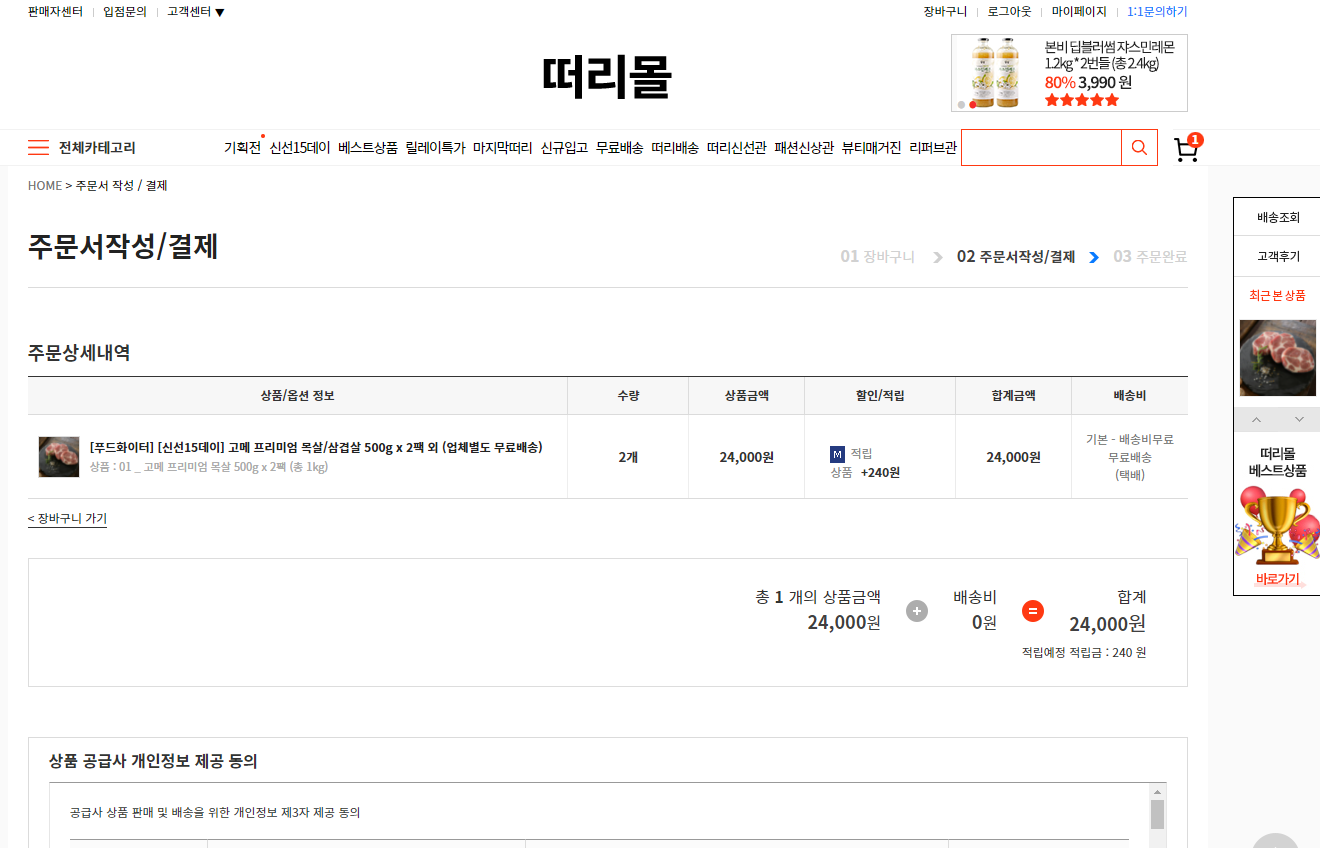 판매자센터 입점문의 고객센터 ▼
장바구니 로그아웃 마이페이지 1:1문의하기
떠리몰
본비 딥블러썸 쟈스민레몬
1.2kg * 2번들 (총 2.4kg)
80% 3,990 원
★★★★★
전체카테고리 기획전 신선15데이 베스트상품 릴레이특가 마지막떠리 신규입고 무료배송 떠리배송 떠리신선관 패션신상관 뷰티매거진 리퍼브관
1
HOME > 주문서 작성 / 결제
주문서작성/결제
01 장바구니 02 주문서작성/결제 03 주문완료
주문상세내역
상품/옵션 정보 수량 상품금액 할인/적립 합계금액 배송비
[푸드화이터] [신선15데이] 고메 프리미엄 목살/삼겹살 500g x 2팩 외 (업체별도 무료배송)
상품 : 01 _ 고메 프리미엄 목살 500g x 2팩 (총 1kg)
2개
24,000원
M 적립
상품 +240원
24,000원
기본 - 배송비무료
무료배송
(택배)
< 장바구니 가기
총 1 개의 상품금액
24,000원
배송비
0원
합계
24,000원
적립예정 적립금 : 240 원
상품 공급사 개인정보 제공 동의
공급사 상품 판매 및 배송을 위한 개인정보 제3자 제공 동의
배송조회
고객후기
최근 본 상품
떠리몰
베스트상품
바로가기